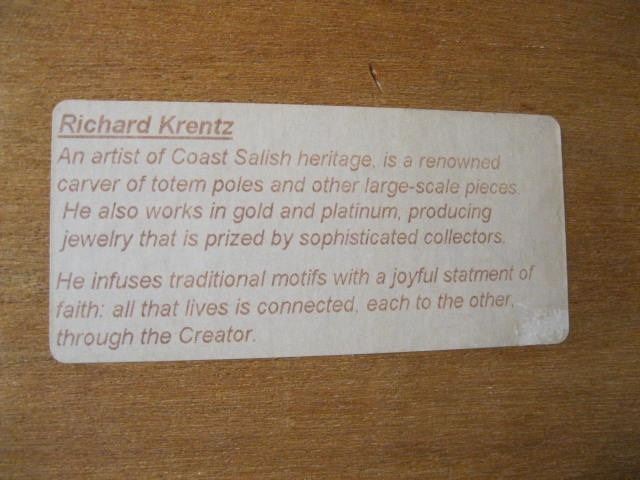 Richard Krentz
An artist of Coast Salish heritage, is a renowned
carver of totem poles and other large-scale pieces.
He also works in gold and platinum, producing
jewelry that is prized by sophisticated collectors.
He infuses traditional motifs with a joyful statment of
faith: all that lives is connected, each to the other,
through the Creator.